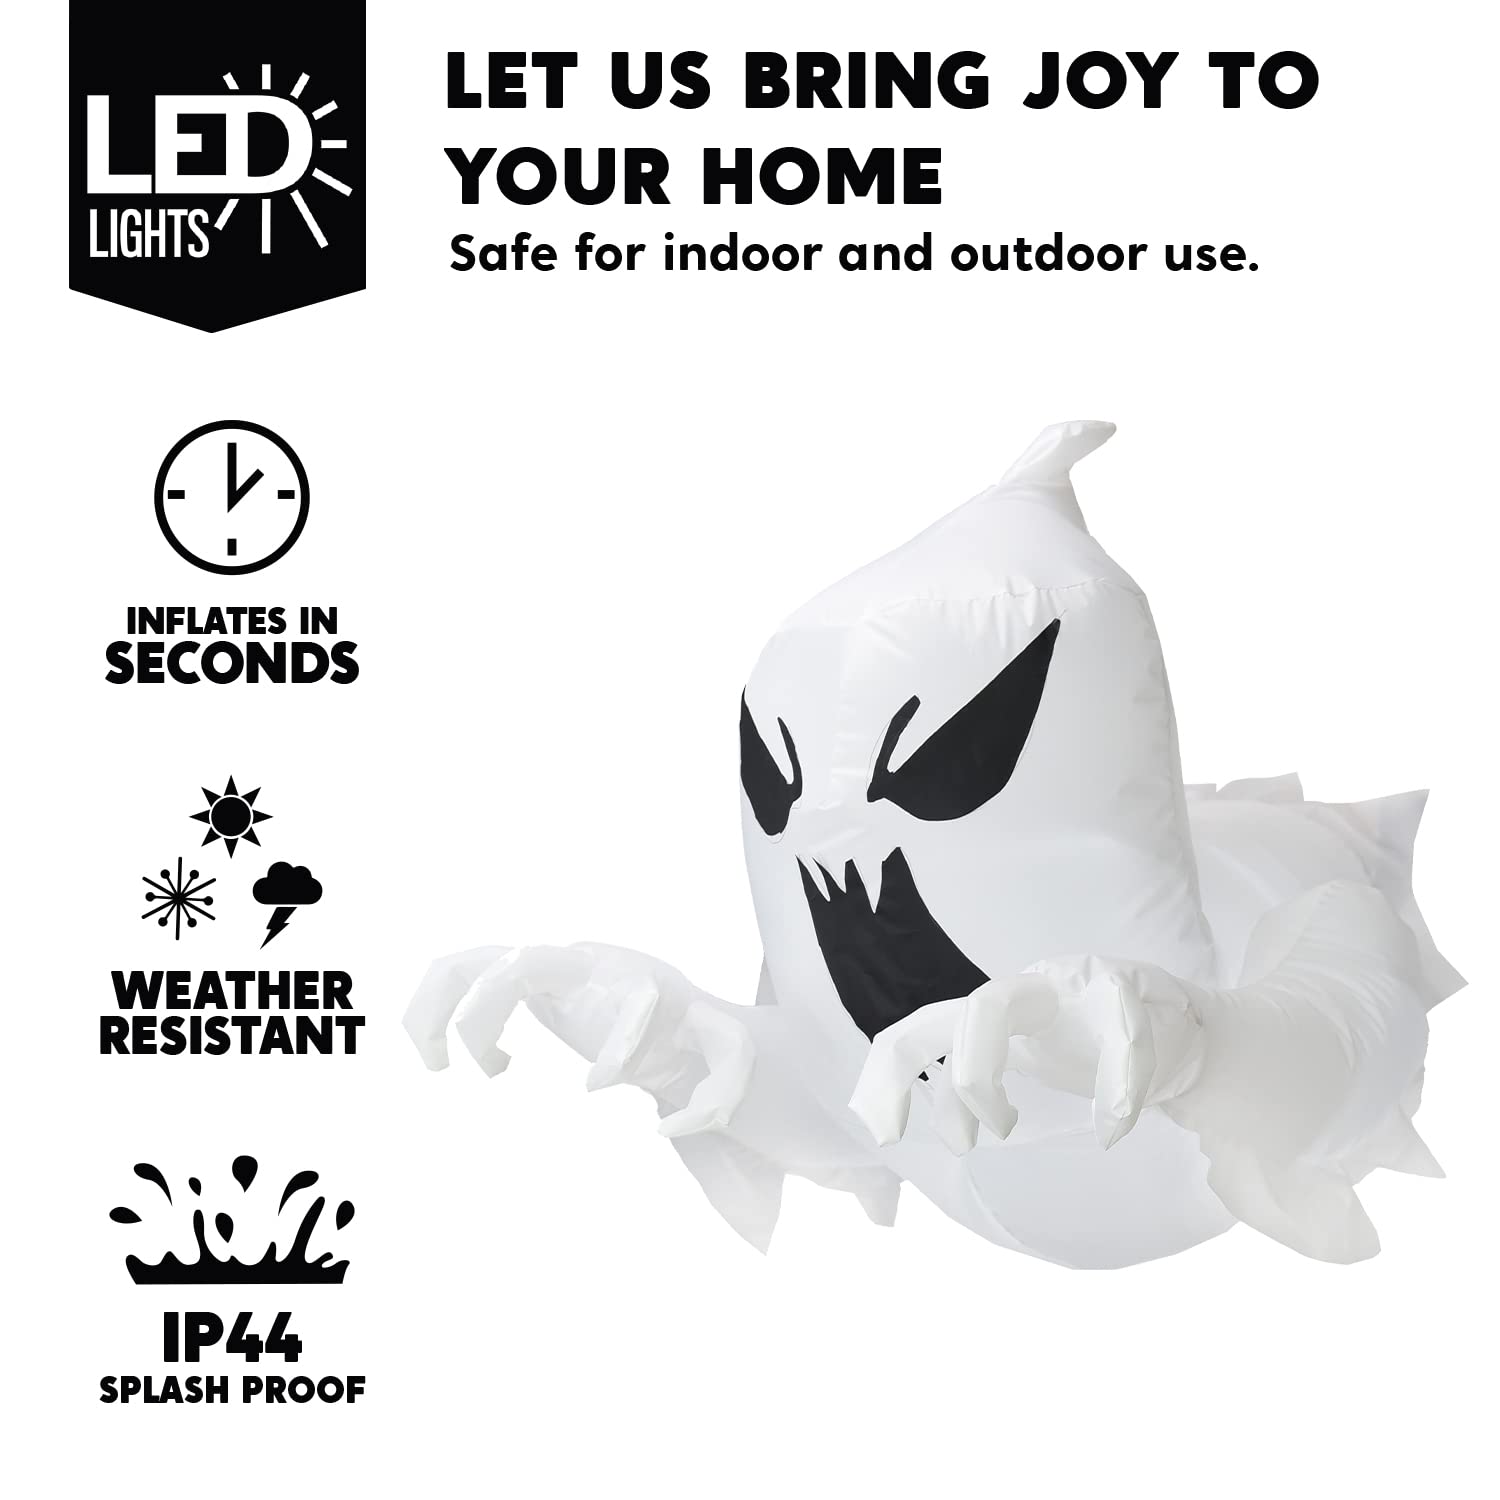 LED
LIGHTS
LET US BRING JOY TO
YOUR HOME
Safe for indoor and outdoor use.
INFLATES IN
SECONDS
WEATHER
RESISTANT
IP44
SPLASH PROOF